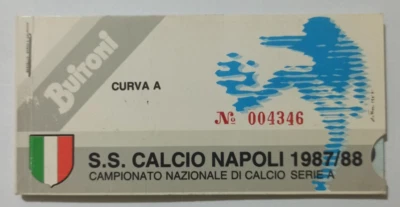 Buitoni
CURVA A
№ 004346
S.S. CALCIO NAPOLI 1987/88
CAMPIONATO NAZIONALE DI CALCIO SERIE A